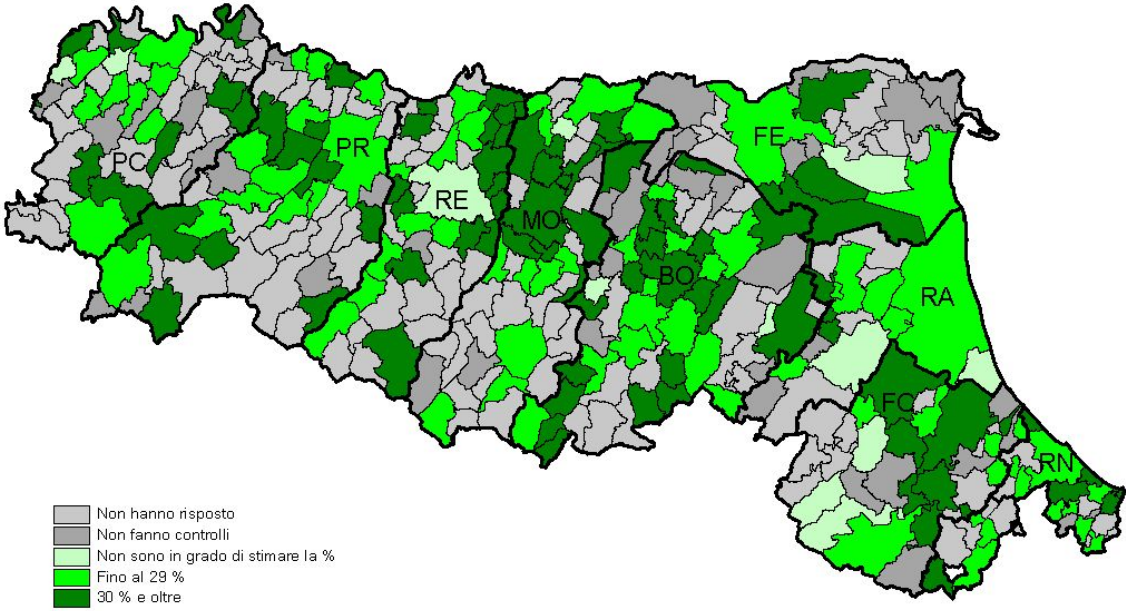 FE
PR
PC
RE
MO
BO
RA
FC
RN
Non hanno risposto
Non fanno controlli
Non sono in grado di stimare la %
Fino al 29 %
30 % e oltre